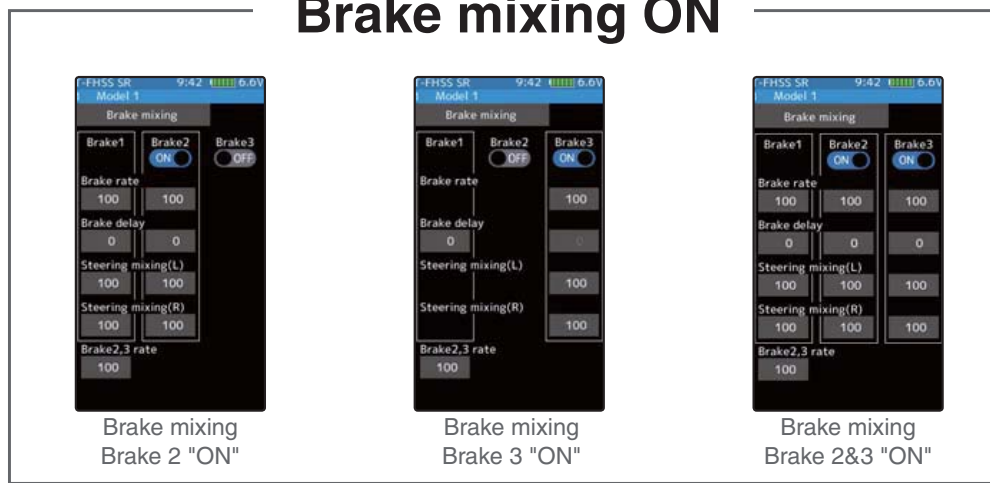 Brake mixing ON
T-FHSS SR 9:42 6.6V
Model 1
Brake mixing
Brake1 Brake2 Brake3
ON OFF
Brake rate
100 100
Brake delay
0 0
Steering mixing(L)
100 100
Steering mixing(R)
100 100
Brake2,3 rate
100
Brake mixing
Brake 2 "ON"
-FHSS SR 9:42 6.6V
Model 1
Brake mixing
Brake1 Brake2 Brake3
OFF ON
Brake rate
100
Brake delay
0 0
Steering mixing(L)
100
Steering mixing(R)
100
Brake2,3 rate
100
Brake mixing
Brake 3 "ON"
-FHSS SR 9:42 6.6V
Model 1
Brake mixing
Brake1 Brake2 Brake3
ON ON
Brake rate
100 100 100
Brake delay
0 0 0
Steering mixing(L)
100 100 100
Steering mixing(R)
100 100 100
Brake2,3 rate
100
Brake mixing
Brake 2&3 "ON"